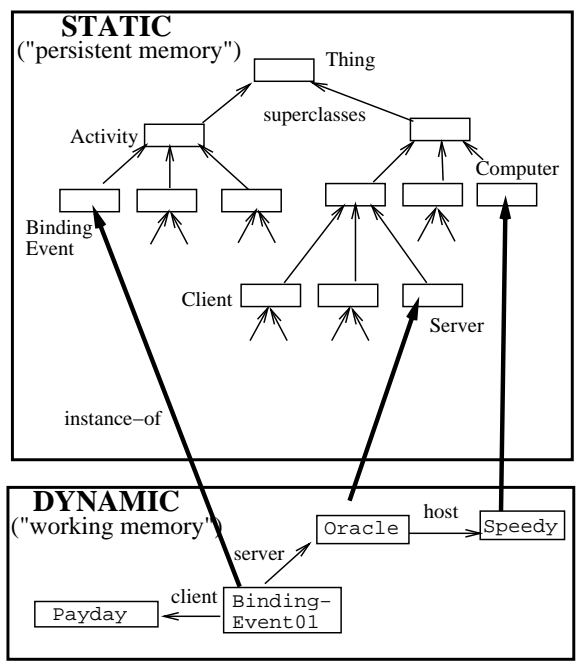 STATIC
("persistent memory")
Thing
superclasses
Activity
Computer
Binding
Event
Client
Server
instance−of
DYNAMIC
("working memory")
host
Oracle
Speedy
server
client
Binding−
Event01
Payday